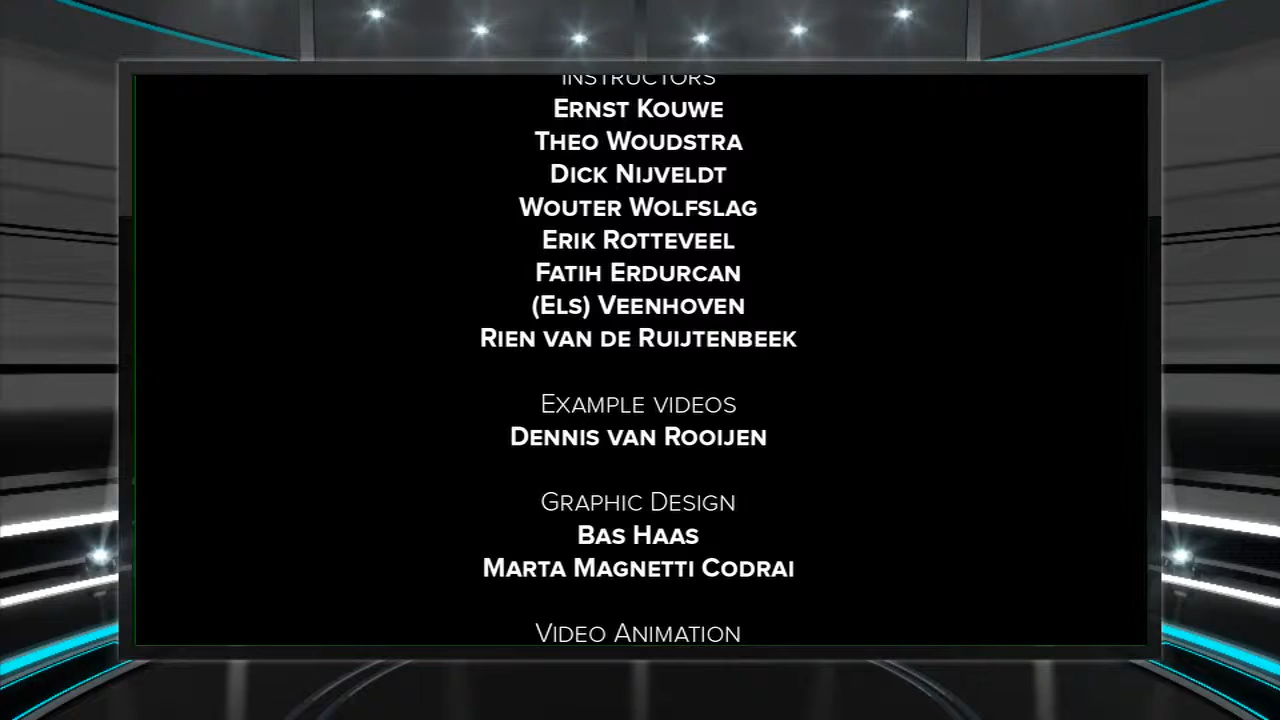 INSTRUCTORS
ERNST KOUWE
THEO WOUDSTRA
DICK NIJVELDT
WOUTER WOLFSLAG
ERIK ROTTEVEEL
FATIH ERDURCAN
(ELS) VEENHOVEN
RIEN VAN DE RUIJTENBEEK
EXAMPLE VIDEOS
DENNIS VAN ROOIJEN
GRAPHIC DESIGN
BAS HAAS
MARTA MAGNETTI CODRAI
VIDEO ANIMATION